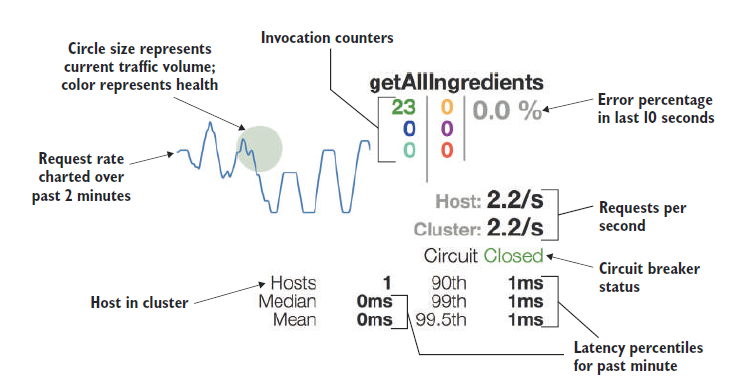 Invocation counters
Circle size represents
current traffic volume;
color represents health
getAllIngredients
23 0 0.0 %
0 0
0 0
Error percentage
in last 10 seconds
Request rate
charted over
past 2 minutes
Host: 2.2/s
Cluster: 2.2/s
Requests per
second
Circuit Closed
Circuit breaker
status
Host in cluster
Hosts 1 90th 1ms
Median 0ms 99th 1ms
Mean 0ms 99.5th 1ms
Latency percentiles
for past minute